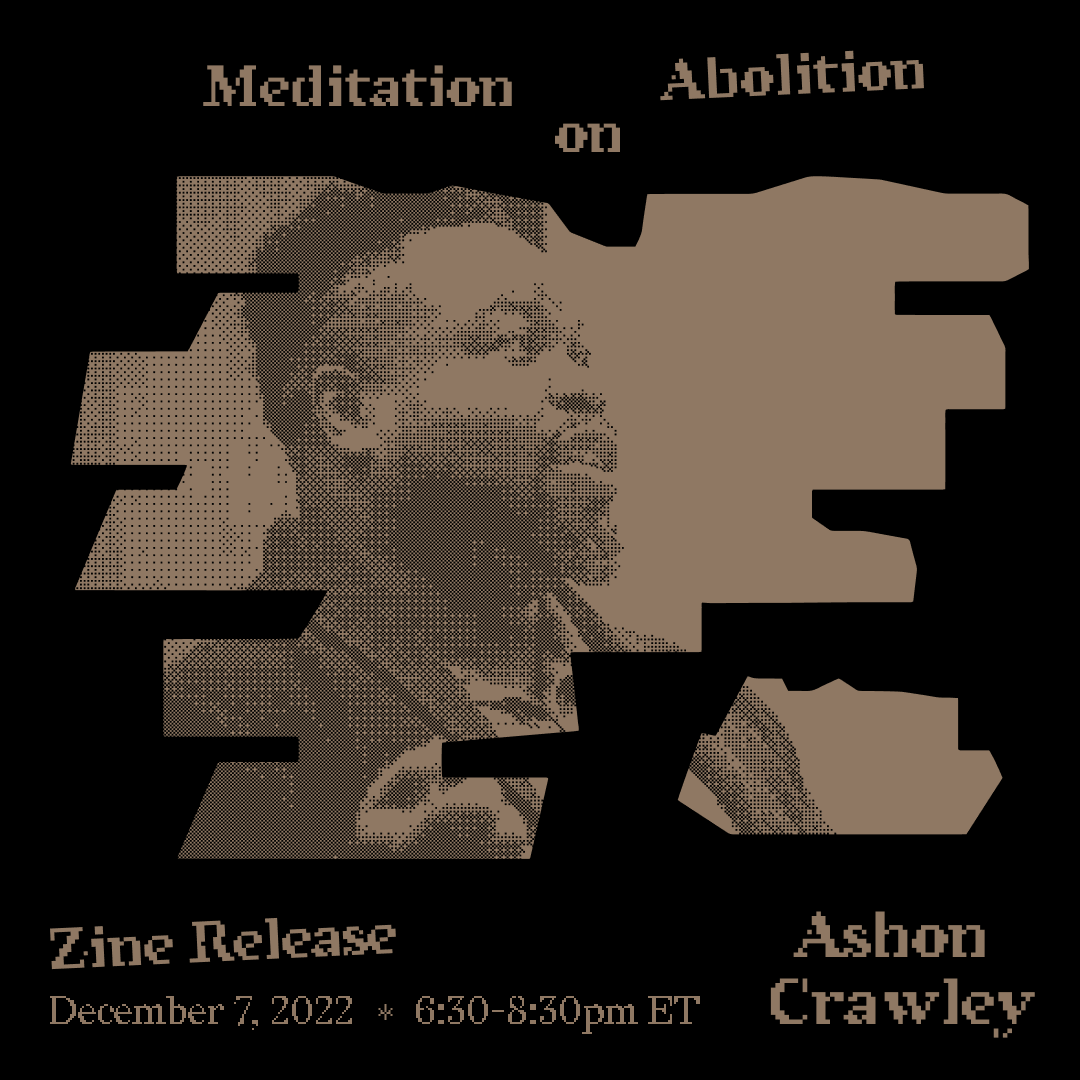 Meditation
on
Abolition
Zine Release
December 7, 2022 * 6:30-8:30pm ET
Ashon
Crawley